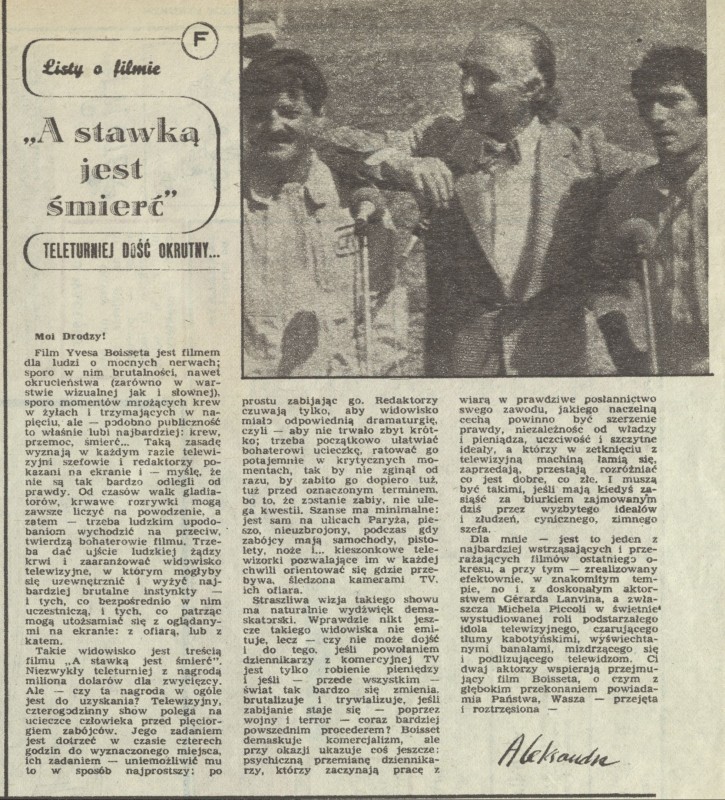 F
Listy o filmie
„A stawką
jest
śmierć”
TELETURNIEJ DOŚĆ OKRUTNY...
Moi Drodzy!
Film Yvesa Boisseta jest filmem
dla ludzi o mocnych nerwach;
sporo w nim brutalności, nawet
okrucieństwa (zarówno w war-
stwie wizualnej jak i słownej),
sporo momentów mrożących krew
w żyłach i trzymających w na-
pięciu, ale — podobno publiczność
to właśnie lubi najbardziej: krew,
przemoc, śmierć... Taką zasadę
wyznają w każdym razie telewi-
zyjni szefowie i redaktorzy po-
kazani na ekranie i — myślę, że
nie są tak bardzo odlegli od
prawdy. Od czasów walk gladia-
torów, krwawe rozrywki mogą
zawsze liczyć na powodzenie, a
zatem — trzeba ludzkim upodo-
baniom wychodzić na przeciw,
twierdzą bohaterowie filmu. Trze-
ba dać ujście ludzkiej żądzy
krwi i zaaranżować widowisko
telewizyjne, w którym mogłyby
się uzewnętrznić i wyżyć naj-
bardziej brutalne instynkty —
i tych, co bezpośrednio w nim
uczestniczą, i tych, co patrząc
mogą utożsamiać się z oglądany-
mi na ekranie: z ofiarą, lub z
katem.
Takie widowisko jest treścią
filmu „A stawką jest śmierć”.
Niezwykły teleturniej z nagrodą
miliona dolarów dla zwycięzcy.
Ale — czy ta nagroda w ogóle
jest do uzyskania? Telewizyjny,
czterogodzinny show polega na
ucieczce człowieka przed pięcior-
giem zabójców. Jego zadaniem
jest dotrzeć w czasie czterech
godzin do wyznaczonego miejsca,
ich zadaniem — uniemożliwić mu
to w sposób najprostszy: po
prostu zabijając go. Redaktorzy
czuwają tylko, aby widowisko
miało odpowiednią dramaturgię,
czyli — aby nie trwało zbyt krót-
ko; trzeba początkowo ułatwiać
bohaterowi ucieczkę, ratować go
potajemnie w krytycznych mo-
mentach, tak by nie zginął od
razu, by zabito go dopiero tuż,
tuż przed oznaczonym terminem,
bo to, że zostanie zabity, nie ule-
ga kwestii. Szanse ma minimalne:
jest sam na ulicach Paryża, pie-
szo, nieuzbrojony, podczas gdy
zabójcy mają samochody, pisto-
lety, noże i... kieszonkowe tele-
wizorki pozwalające im w każdej
chwili orientować się gdzie prze-
bywa, śledzona kamerami TV,
ich ofiara.
Straszliwa wizja takiego showu
ma naturalnie wydźwięk dema-
skatorski. Wprawdzie nikt jesz-
cze takiego widowiska nie emi-
tuje, lecz — czy nie może dojść
i do tego, jeśli powołaniem
dziennikarzy z komercyjnej TV
jest tylko robienie pieniędzy
i jeśli — przede wszystkim —
świat tak bardzo się zmienia,
brutalizuje i trywializuje, jeśli
zabijanie staje się — poprzez
wojny i terror — coraz bardziej
powszednim procederem? Boisset
demaskuje komercjalizm, ale
przy okazji ukazuje coś jeszcze:
psychiczną przemianę dziennika-
rzy, którzy zaczynają pracę z
wiarą w prawdziwe posłannictwo
swego zawodu, jakiego naczelną
cechą powinno być szerzenie
prawdy, niezależność od władzy
i pieniądza, uczciwość i szczytne
ideały, a którzy w zetknięciu z
telewizyjną machiną łamią się,
zaprzedają, przestają rozróżniać
co jest dobre, co złe. I muszą
być takimi, jeśli mają kiedyś za-
siąść za biurkiem zajmowanym
dziś przez wyzbytego ideałów
i złudzeń, cynicznego, zimnego
szefa.
Dla mnie — jest to jeden z
najbardziej wstrząsających i prze-
rażających filmów ostatniego o-
kresu, a przy tym — zrealizowany
efektownie, w znakomitym tem-
pie, no i z doskonałym aktor-
stwem Gérarda Lanvina, a zwła-
szcza Michela Piccoli w świetnie
wystudiowanej roli podstarzałego
idola telewizyjnego, czarującego
tłumy kabotyńskimi, wyświechta-
nymi banałami, mizdrzącego się
i podlizującego telewidzom. Ci
dwaj aktorzy wspierają przejmu-
jący film Boisseta, o czym z
głębokim przekonaniem powiada-
mia Państwa, Wasza — przejęta
i roztrzęsiona —
Aleksandra